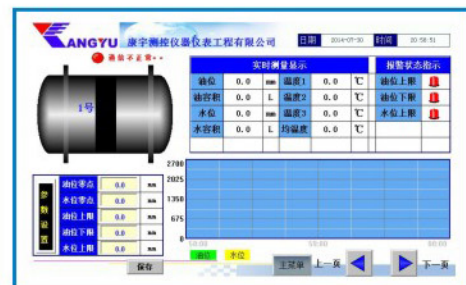 KANGYU 康宇测控仪器仪表工程有限公司 日期 2014-07-30 时间 20:58:51
通信不正常..
实时测量显示 报警状态指示
油位 0.0 mm 温度1 0.0 ℃ 油位上限
油容积 0.0 L 温度2 0.0 ℃ 油位下限
水位 0.0 mm 温度3 0.0 ℃ 水位上限
水容积 0.0 L 均温度 0.0 ℃
1号
参数设置
油位零点 0.0 mm
水位零点 0.0 mm
油位上限 0.0 mm
油位下限 0.0 mm
水位上限 0.0 mm
保存
2700
2025
1350
675
0
油位 水位
主菜单 上一页 下一页